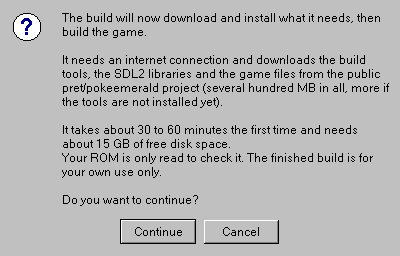 The build will now download and install what it needs, then
build the game.
It needs an internet connection and downloads the build
tools, the SDL2 libraries and the game files from the public
pret/pokeemerald project (several hundred MB in all, more if
the tools are not installed yet).
It takes about 30 to 60 minutes the first time and needs
about 15 GB of free disk space.
Your ROM is only read to check it. The finished build is for
your own use only.
Do you want to continue?
Continue Cancel